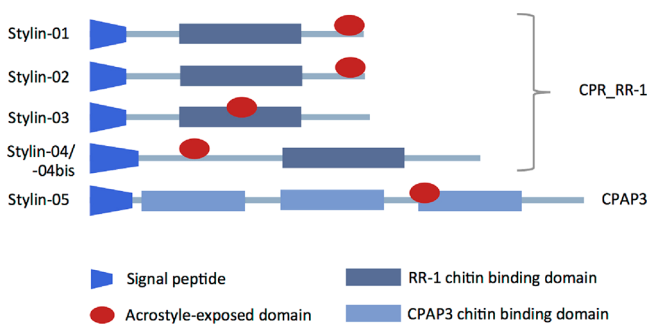 Stylin-01
Stylin-02
Stylin-03
Stylin-04/
-04bis
Stylin-05
CPR_RR-1
CPAP3
Signal peptide
RR-1 chitin binding domain
Acrostyle-exposed domain
CPAP3 chitin binding domain